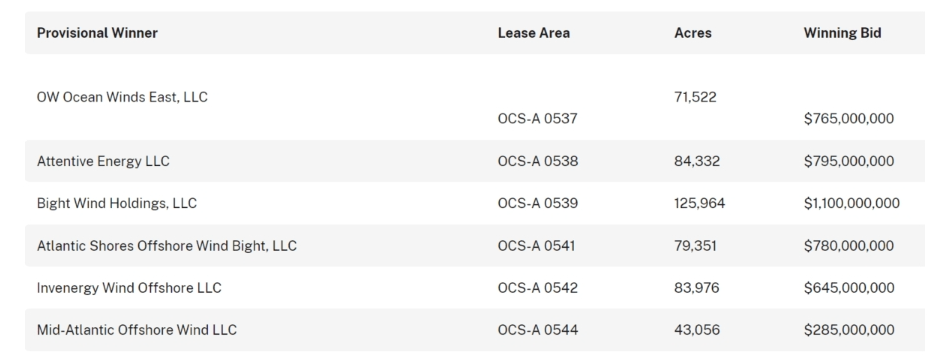 Provisional Winner Lease Area Acres Winning Bid
OW Ocean Winds East, LLC 71,522
OCS-A 0537 $765,000,000
Attentive Energy LLC OCS-A 0538 84,332 $795,000,000
Bight Wind Holdings, LLC OCS-A 0539 125,964 $1,100,000,000
Atlantic Shores Offshore Wind Bight, LLC OCS-A 0541 79,351 $780,000,000
Invenergy Wind Offshore LLC OCS-A 0542 83,976 $645,000,000
Mid-Atlantic Offshore Wind LLC OCS-A 0544 43,056 $285,000,000